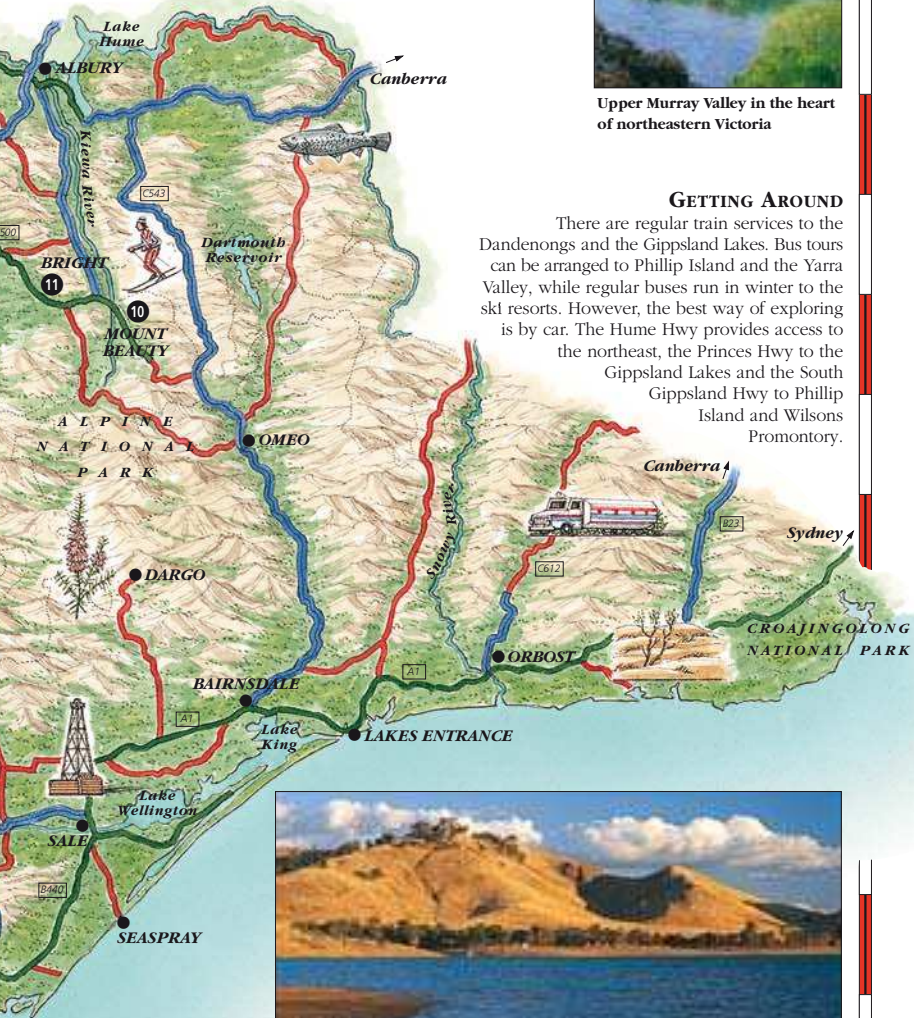 Lake
Hume
ALBURY
Canberra
Kiewa River
C543
500
Dartmouth
Reservoir
BRIGHT
11
10
MOUNT
BEAUTY
ALPINE
NATIONAL
PARK
OMEO
Snowy River
Canberra
B23
Sydney
C612
DARGO
CROAJINGOLONG
NATIONAL PARK
ORBOST
A1
BAIRNSDALE
A1
Lake
King
LAKES ENTRANCE
Lake
Wellington
SALE
B440
SEASPRAY
Upper Murray Valley in the heart
of northeastern Victoria
GETTING AROUND
There are regular train services to the
Dandenongs and the Gippsland Lakes. Bus tours
can be arranged to Phillip Island and the Yarra
Valley, while regular buses run in winter to the
ski resorts. However, the best way of exploring
is by car. The Hume Hwy provides access to
the northeast, the Princes Hwy to the
Gippsland Lakes and the South
Gippsland Hwy to Phillip
Island and Wilsons
Promontory.